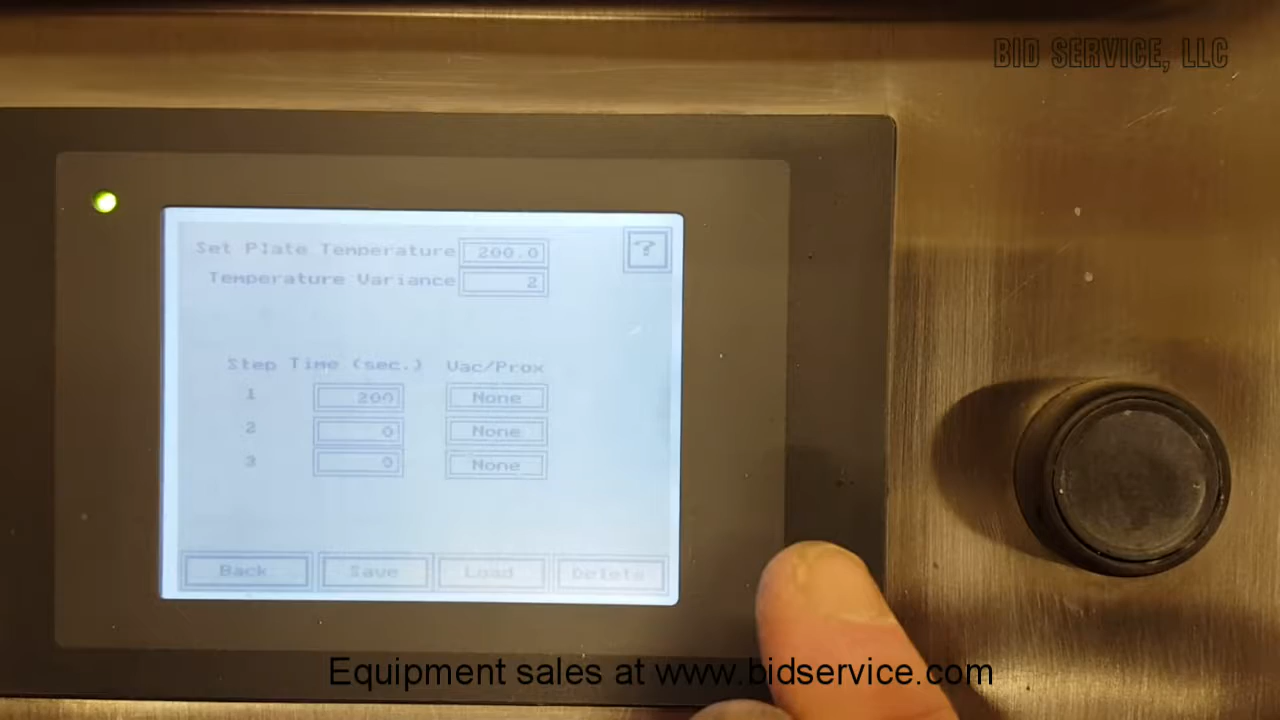 BID SERVICE, LLC
Set Plate Temperature 200.0 ?
Temperature Variance 2
Step Time (sec.) Vac/Prox
1 200 None
2 0 None
3 0 None
Back Save Load Delete
Equipment sales at www.bidservice.com